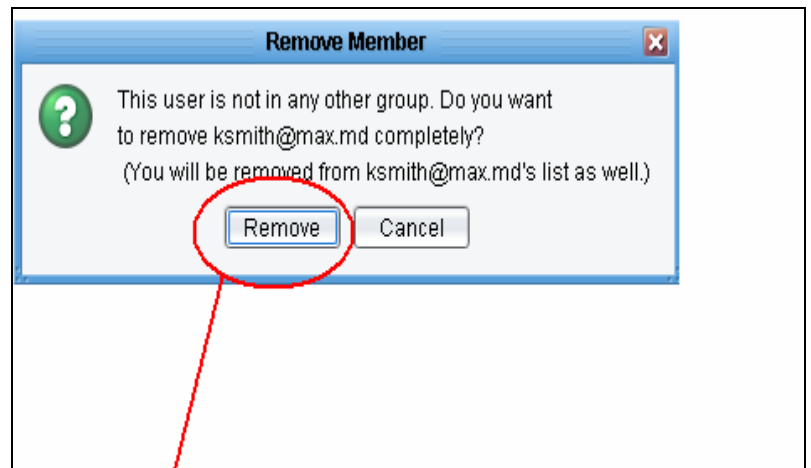 Remove Member
This user is not in any other group. Do you want
to remove ksmith@max.md completely?
(You will be removed from ksmith@max.md's list as well.)
Remove Cancel